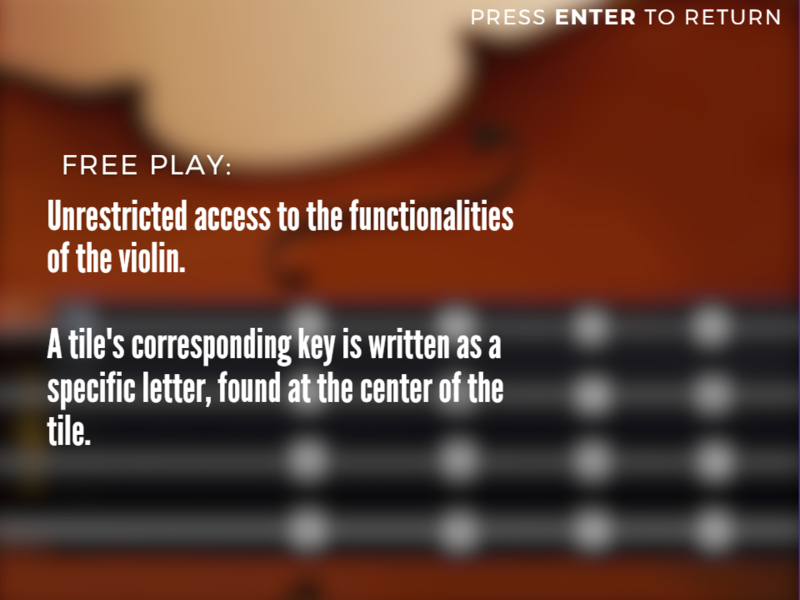 PRESS ENTER TO RETURN
FREE PLAY:
Unrestricted access to the functionalities
of the violin.
A tile's corresponding key is written as a
specific letter, found at the center of the
tile.